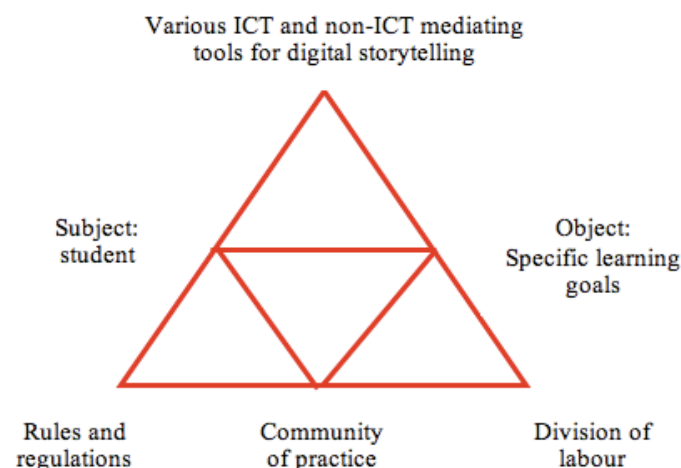 Various ICT and non-ICT mediating
tools for digital storytelling
Subject:
student
Object:
Specific learning
goals
Rules and
regulations
Community
of practice
Division of
labour